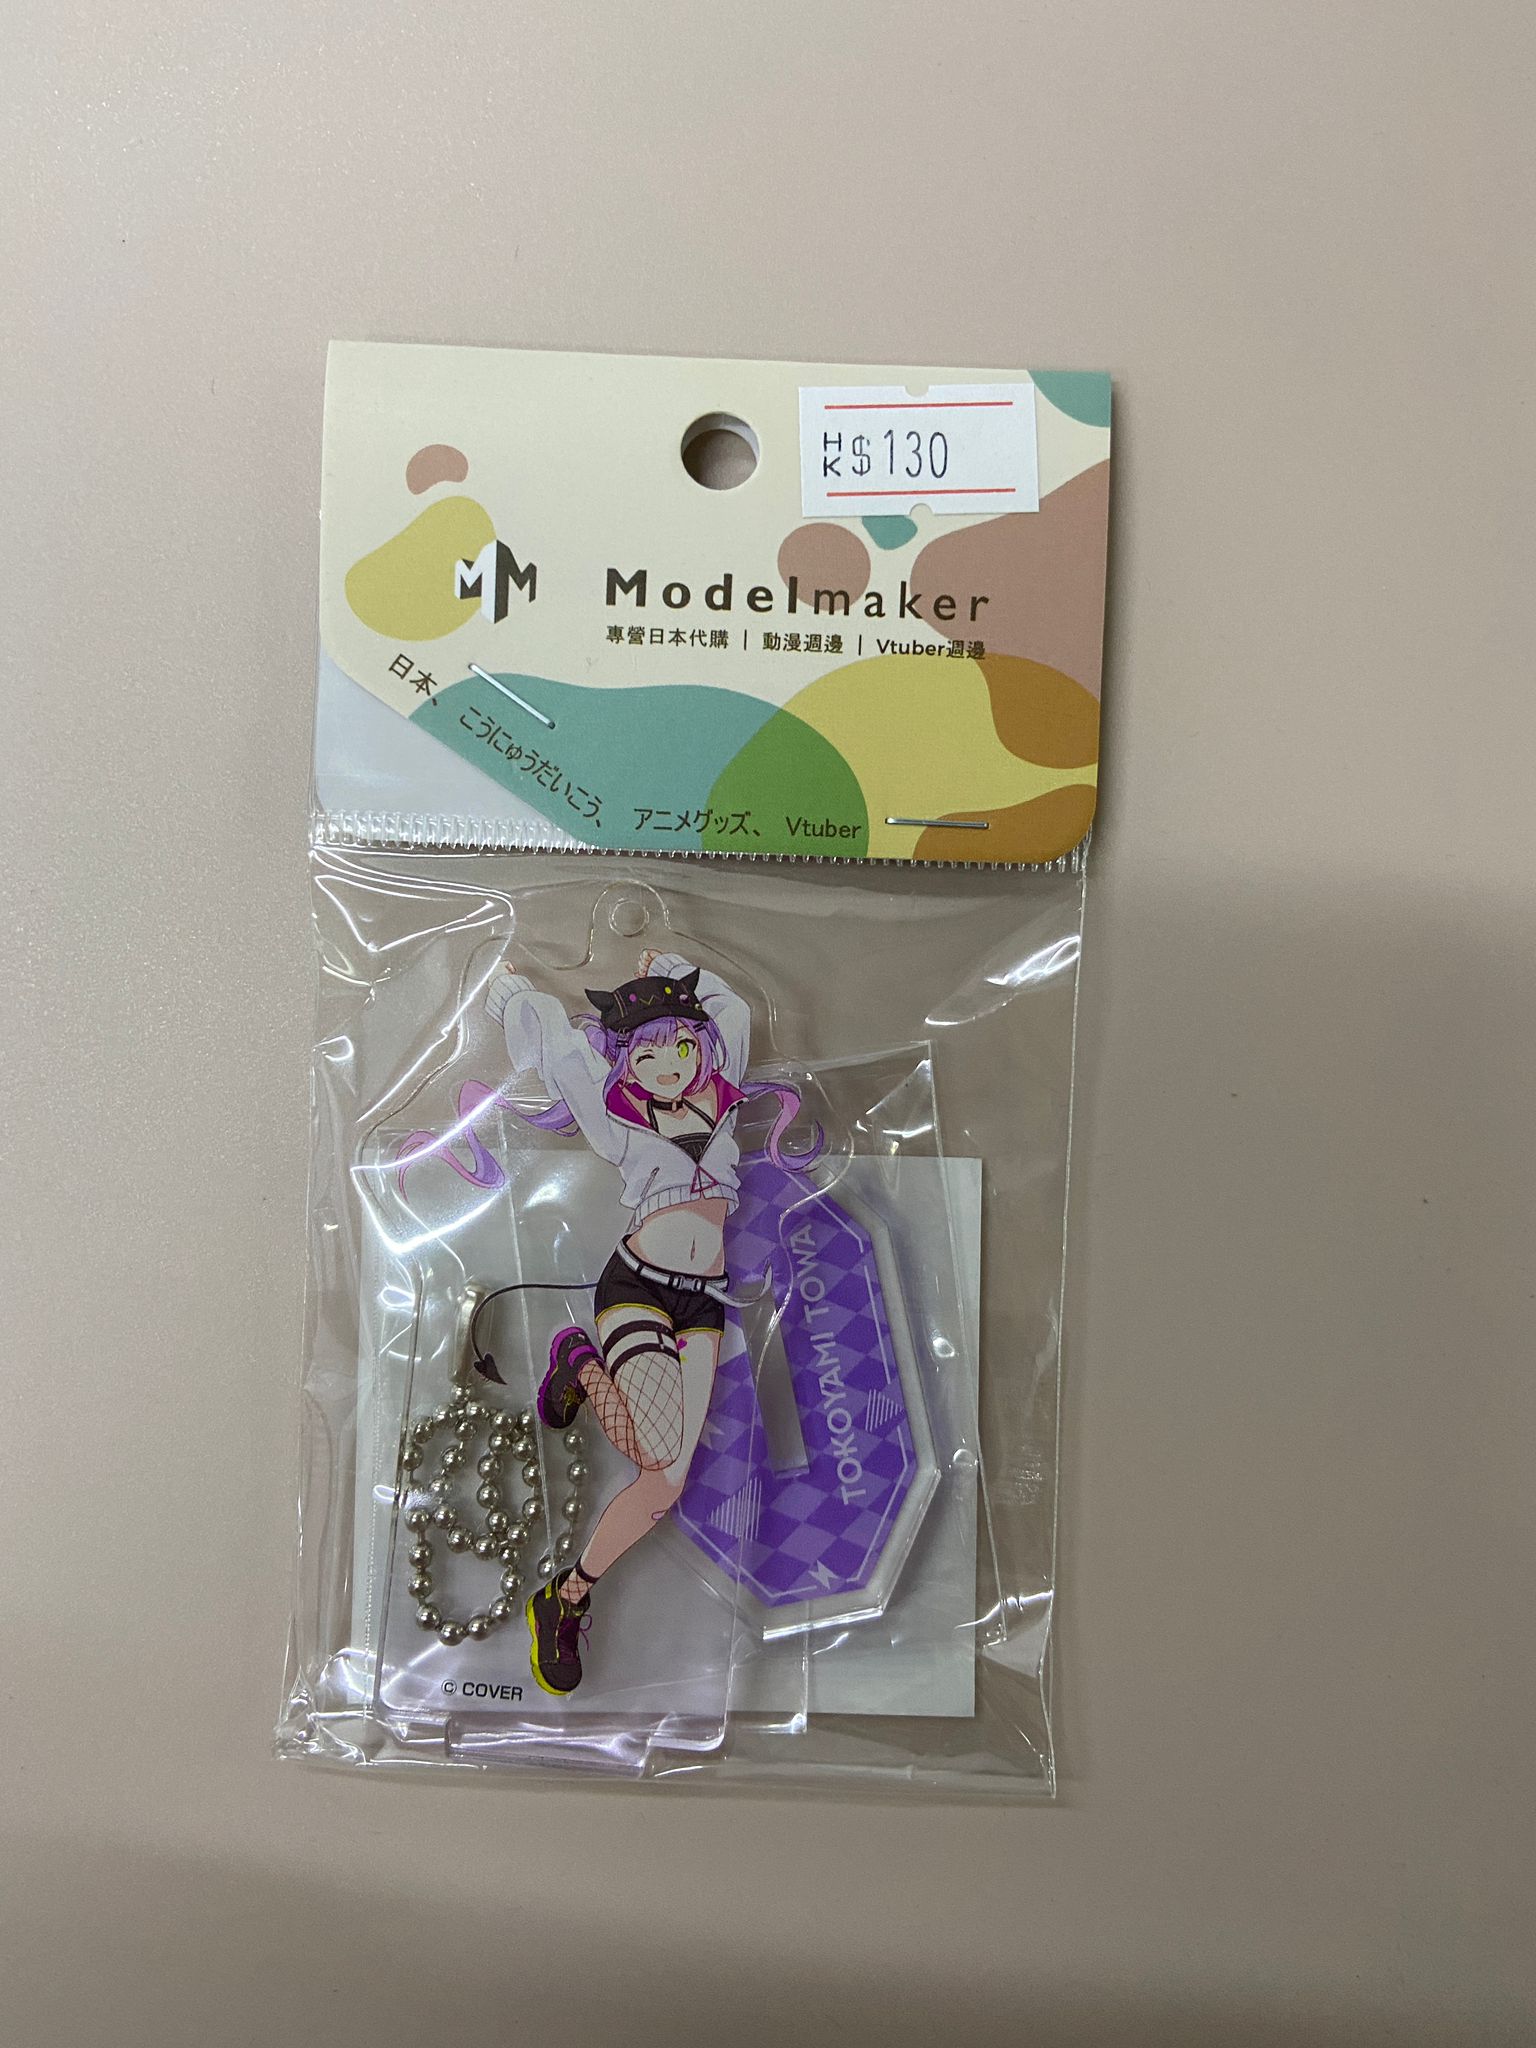 HK$130
MM
Modelmaker
專營日本代購 | 動漫週邊 | Vtuber週邊
日本、こうにゅうだいこう、アニメグッズ、Vtuber
TOKOYAMI TOWA
© COVER